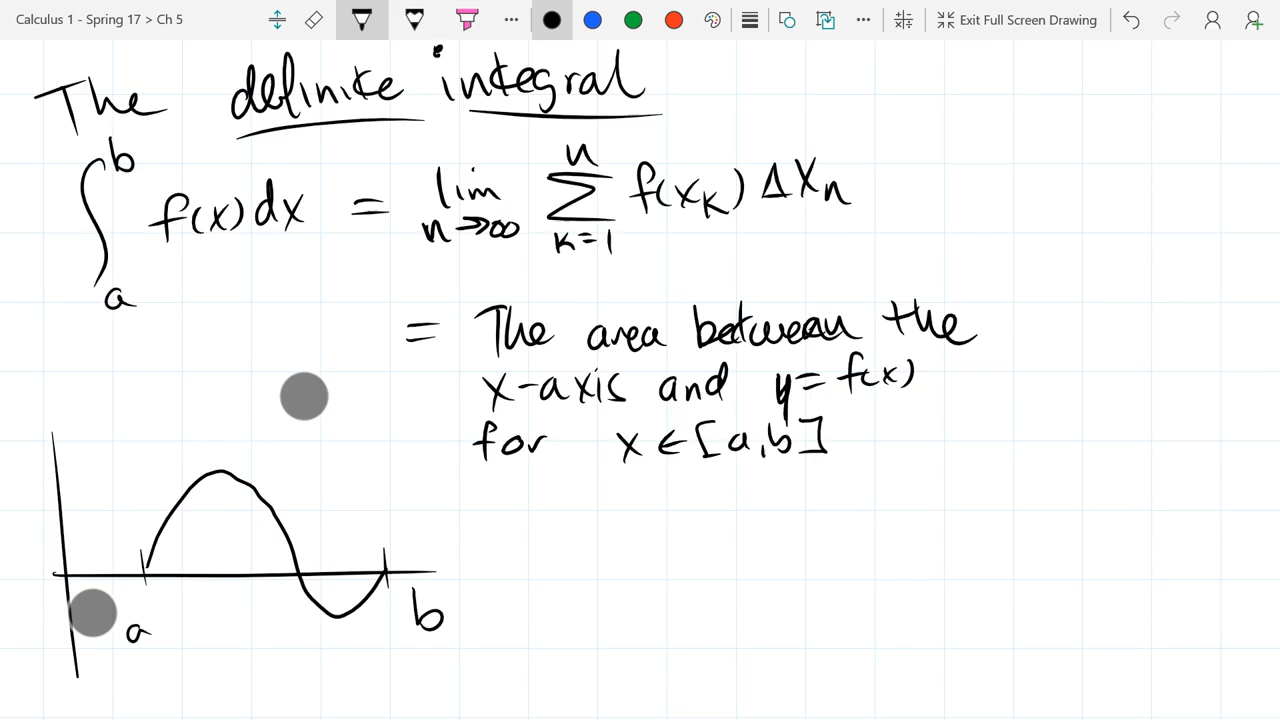 Calculus 1 - Spring 17 > Ch 5
Exit Full Screen Drawing
The definite integral
∫_a^b f(x)dx = lim_{n→∞} ∑_{k=1}^n f(x_k) Δx_n
= The area between the
x-axis and y=f(x)
for x∈[a,b]
a b